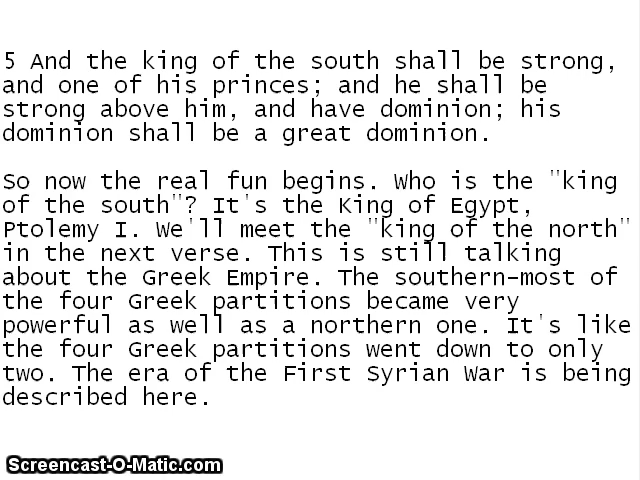 5 And the king of the south shall be strong,
and one of his princes; and he shall be
strong above him, and have dominion; his
dominion shall be a great dominion.
So now the real fun begins. Who is the "king
of the south"? It's the King of Egypt,
Ptolemy I. We'll meet the "king of the north"
in the next verse. This is still talking
about the Greek Empire. The southern-most of
the four Greek partitions became very
powerful as well as a northern one. It's like
the four Greek partitions went down to only
two. The era of the First Syrian War is being
described here.
Screencast-O-Matic.com